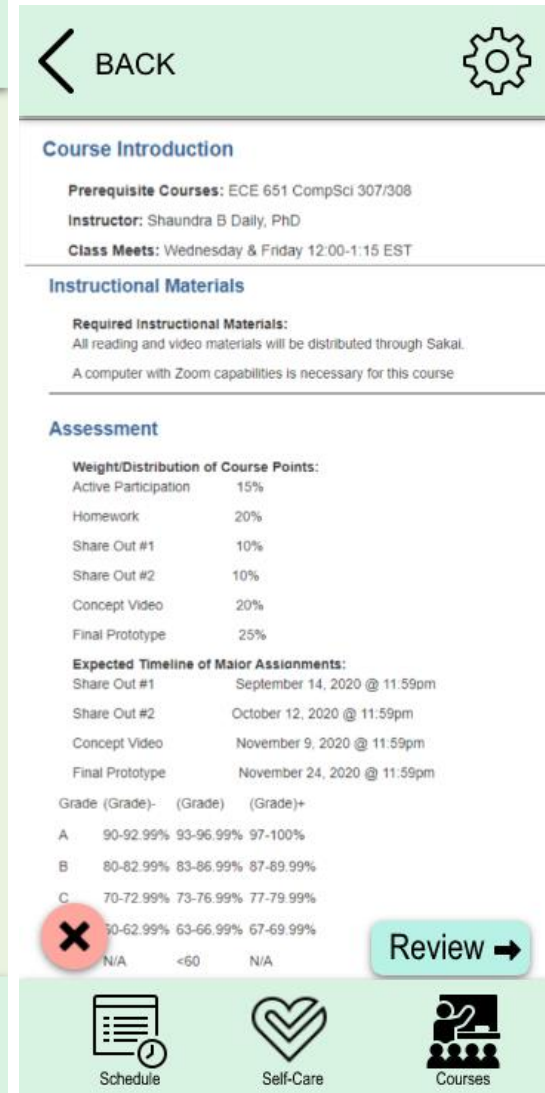 BACK
Course Introduction
Prerequisite Courses: ECE 651 CompSci 307/308
Instructor: Shaundra B Daily, PhD
Class Meets: Wednesday & Friday 12:00-1:15 EST
Instructional Materials
Required Instructional Materials:
All reading and video materials will be distributed through Sakai.
A computer with Zoom capabilities is necessary for this course
Assessment
Weight/Distribution of Course Points:
Active Participation 15%
Homework 20%
Share Out #1 10%
Share Out #2 10%
Concept Video 20%
Final Prototype 25%
Expected Timeline of Major Assignments:
Share Out #1 September 14, 2020 @ 11:59pm
Share Out #2 October 12, 2020 @ 11:59pm
Concept Video November 9, 2020 @ 11:59pm
Final Prototype November 24, 2020 @ 11:59pm
Grade (Grade)- (Grade) (Grade)+
A 90-92.99% 93-96.99% 97-100%
B 80-82.99% 83-86.99% 87-89.99%
C 70-72.99% 73-76.99% 77-79.99%
0-62.99% 63-66.99% 67-69.99%
N/A <60 N/A
Review
Schedule Self-Care Courses